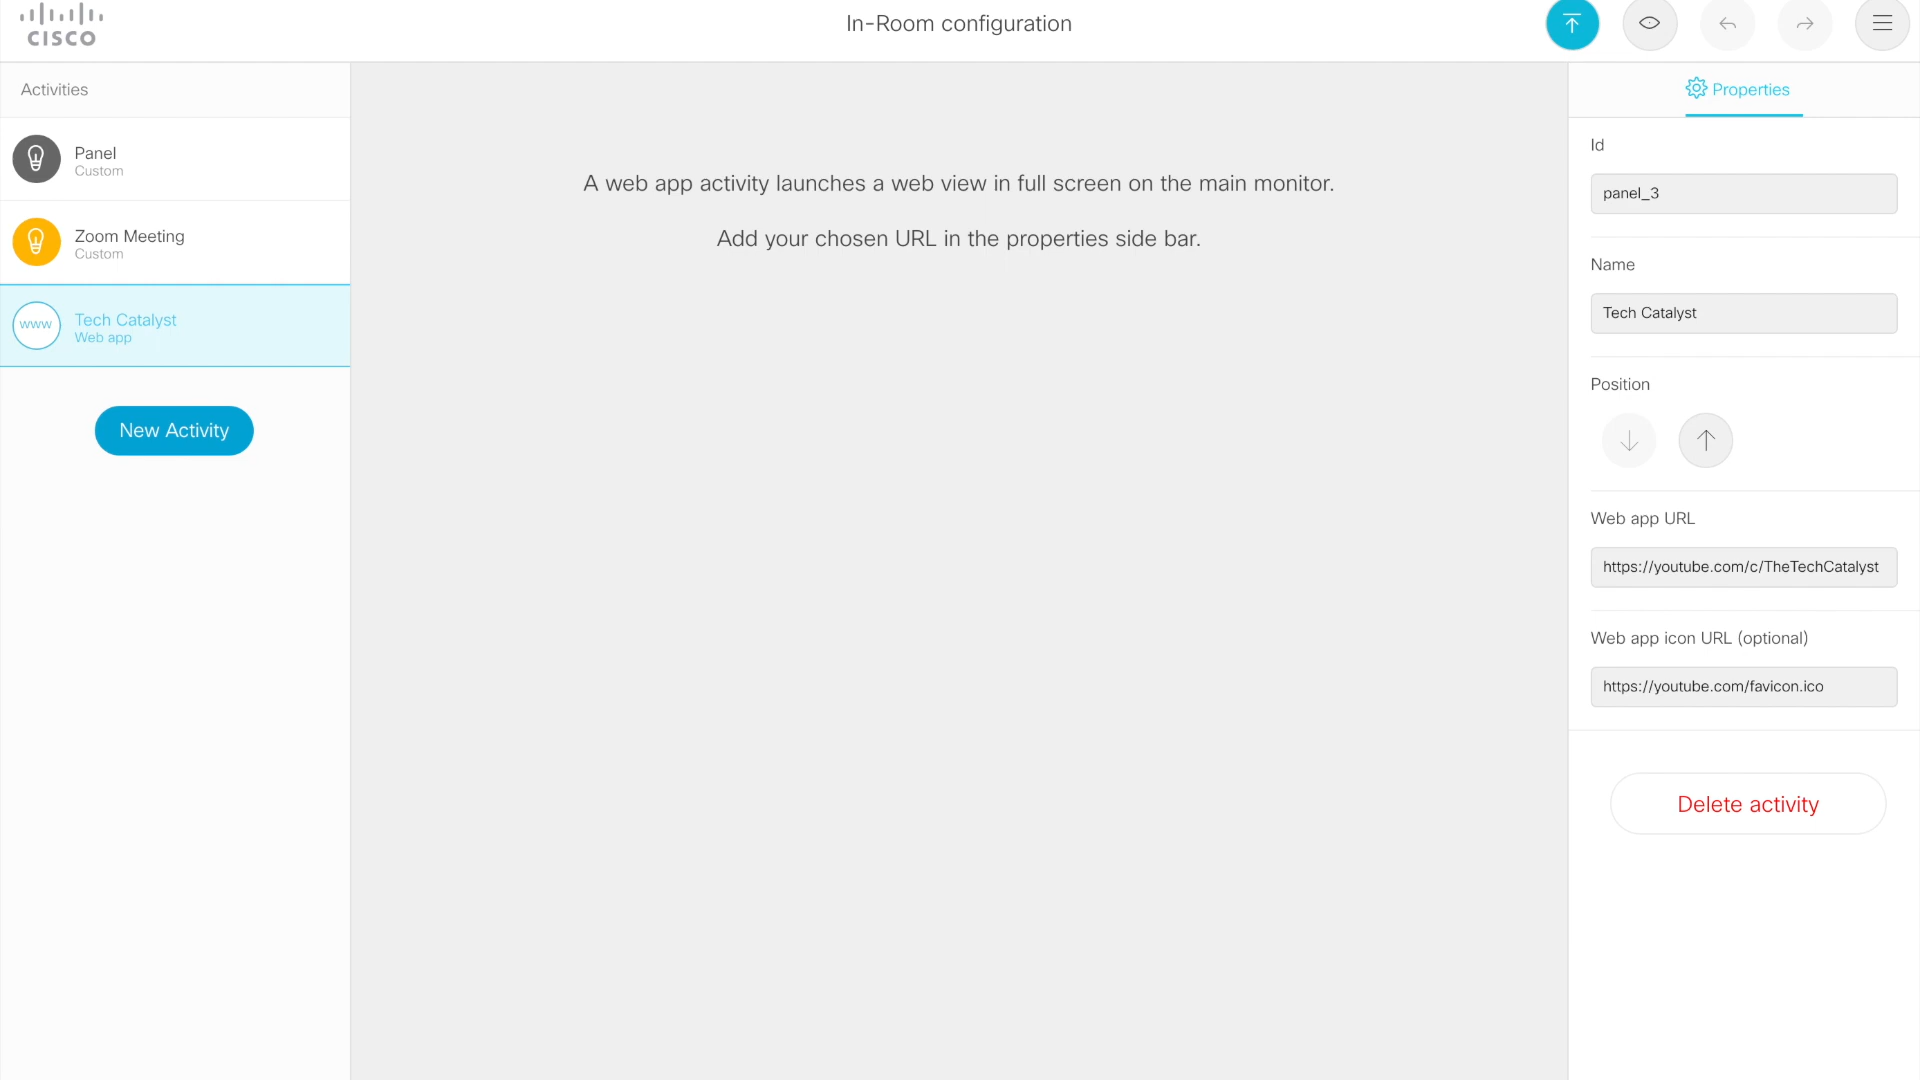 CISCO
In-Room configuration
Activities
Panel
Custom
Zoom Meeting
Custom
www
Tech Catalyst
Web app
New Activity
A web app activity launches a web view in full screen on the main monitor.
Add your chosen URL in the properties side bar.
Properties
Id
panel_3
Name
Tech Catalyst
Position
Web app URL
https://youtube.com/c/TheTechCatalyst
Web app icon URL (optional)
https://youtube.com/favicon.ico
Delete activity